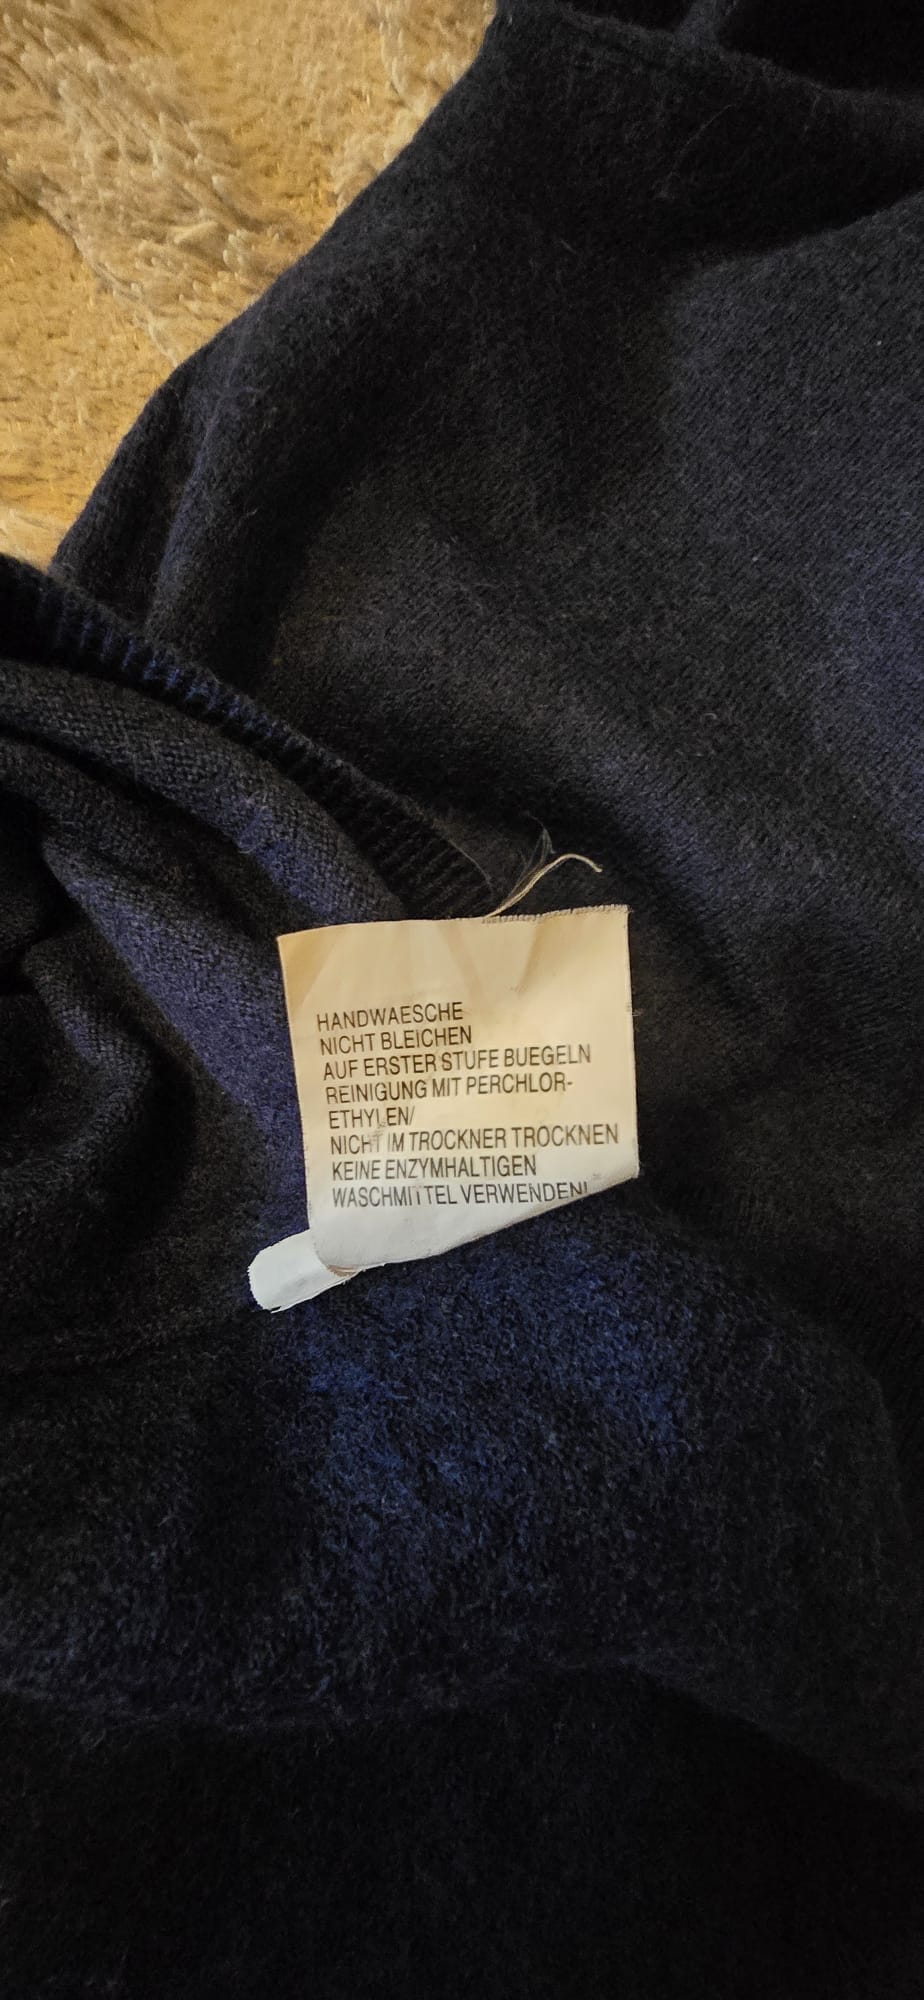 HANDWAESCHE
NICHT BLEICHEN
AUF ERSTER STUFE BUEGELN
REINIGUNG MIT PERCHLOR-
ETHYLEN/
NICHT IM TROCKNER TROCKNEN
KEINE ENZYMHALTIGEN
WASCHMITTEL VERWENDEN!